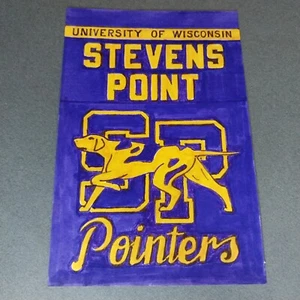 UNIVERSITY OF WISCONSIN
STEVENS
POINT
SP
Pointers